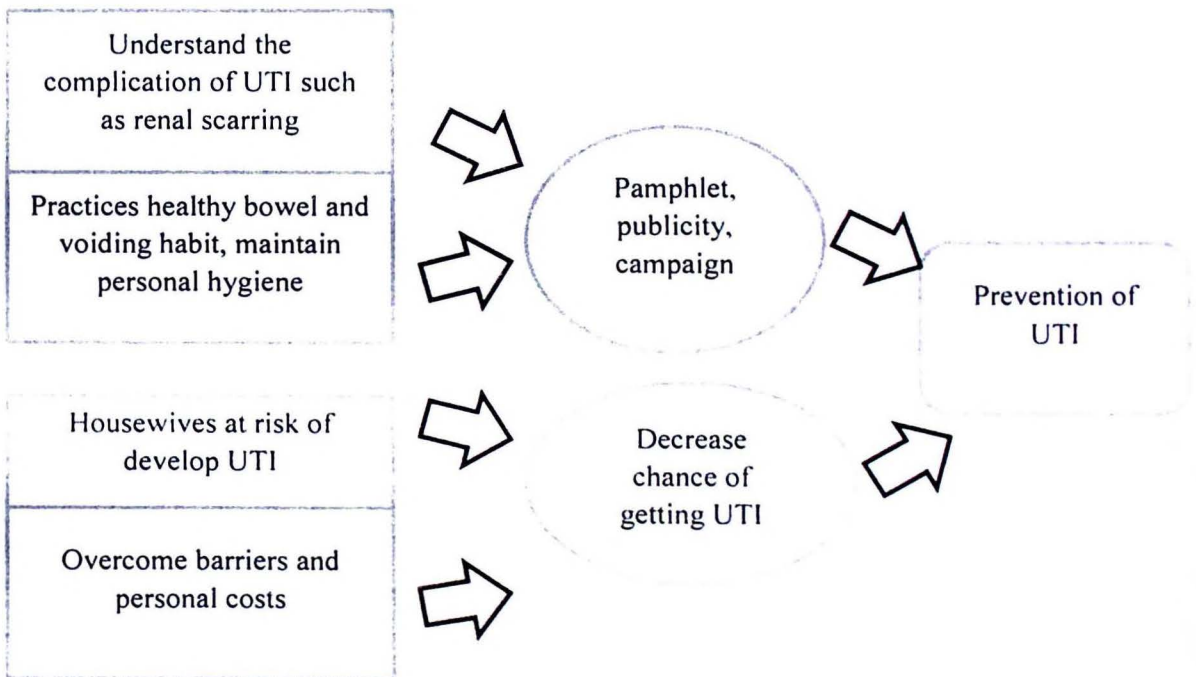 Understand the
complication of UTI such
as renal scarring
Practices healthy bowel and
voiding habit, maintain
personal hygiene
Pamphlet,
publicity,
campaign
Prevention of
UTI
Housewives at risk of
develop UTI
Decrease
chance of
getting UTI
Overcome barriers and
personal costs